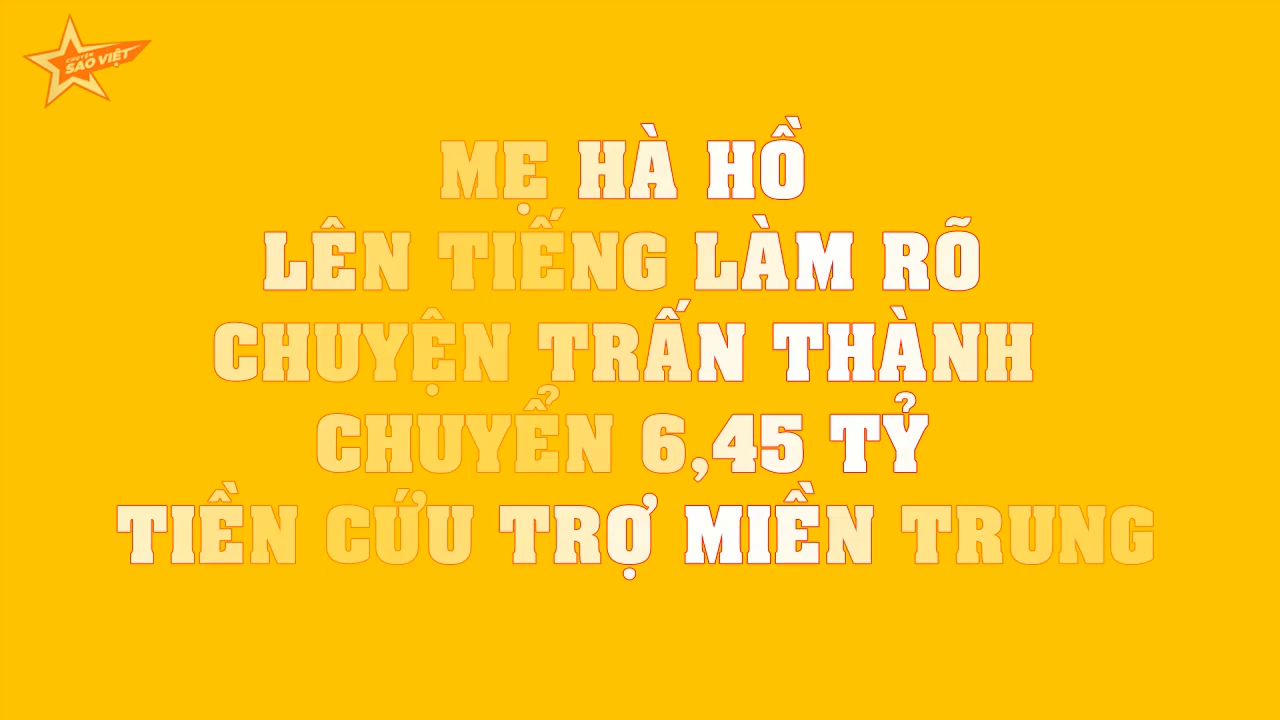 CHUYỆN
SAO VIỆT
MẸ HÀ HỒ
LÊN TIẾNG LÀM RÕ
CHUYỆN TRẤN THÀNH
CHUYỂN 6,45 TỶ
TIỀN CỨU TRỢ MIỀN TRUNG